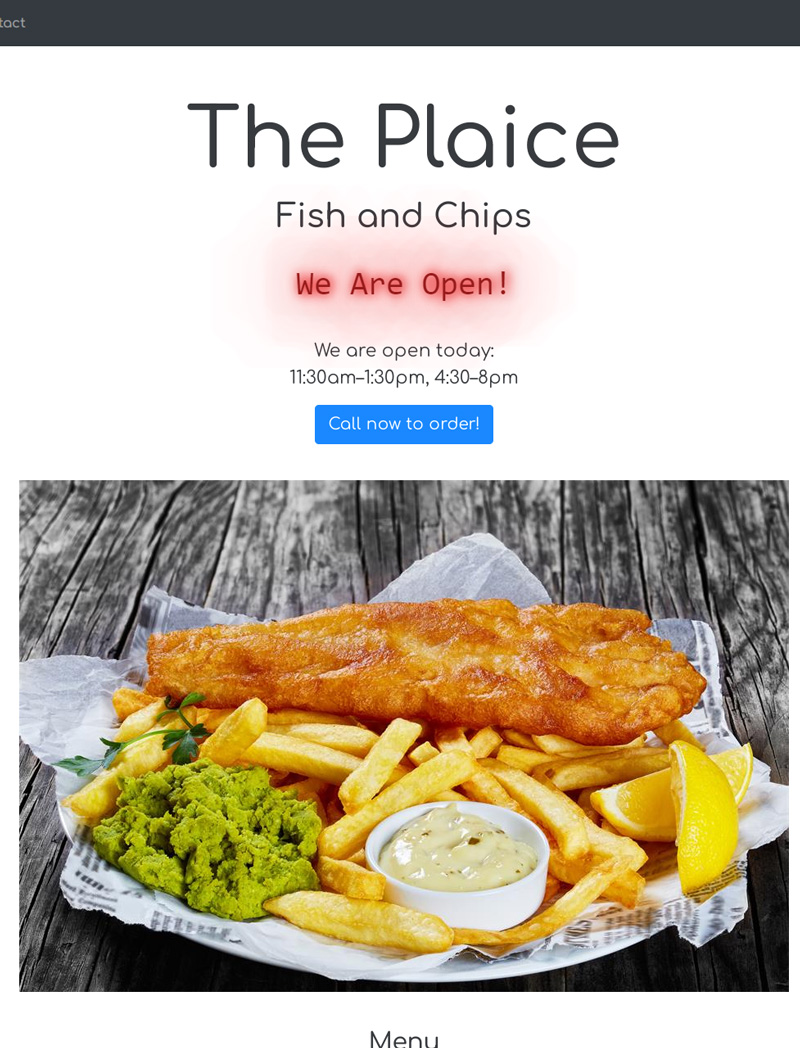 tact
The Plaice
Fish and Chips
We Are Open!
We are open today:
11:30am–1:30pm, 4:30–8pm
Call now to order!
Menu